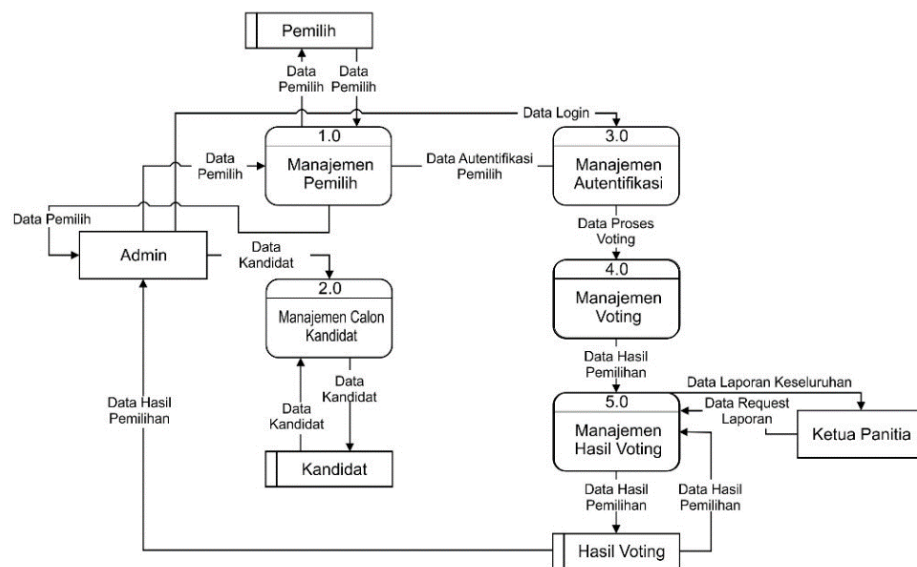 Pemilih
Data
Pemilih
Data
Pemilih
Data Login
1.0
Manajemen
Pemilih
3.0
Manajemen
Autentifikasi
Data
Pemilih
Data Autentifikasi
Pemilih
Data Pemilih
Admin
Data
Kandidat
Data Proses
Voting
2.0
Manajemen Calon
Kandidat
4.0
Manajemen
Voting
Data Hasil
Pemilihan
Data Hasil
Pemilihan
Data
Kandidat
Data
Kandidat
Data Laporan Keseluruhan
5.0
Manajemen
Hasil Voting
Data Request
Laporan
Ketua Panitia
Kandidat
Data Hasil
Pemilihan
Data Hasil
Pemilihan
Hasil Voting